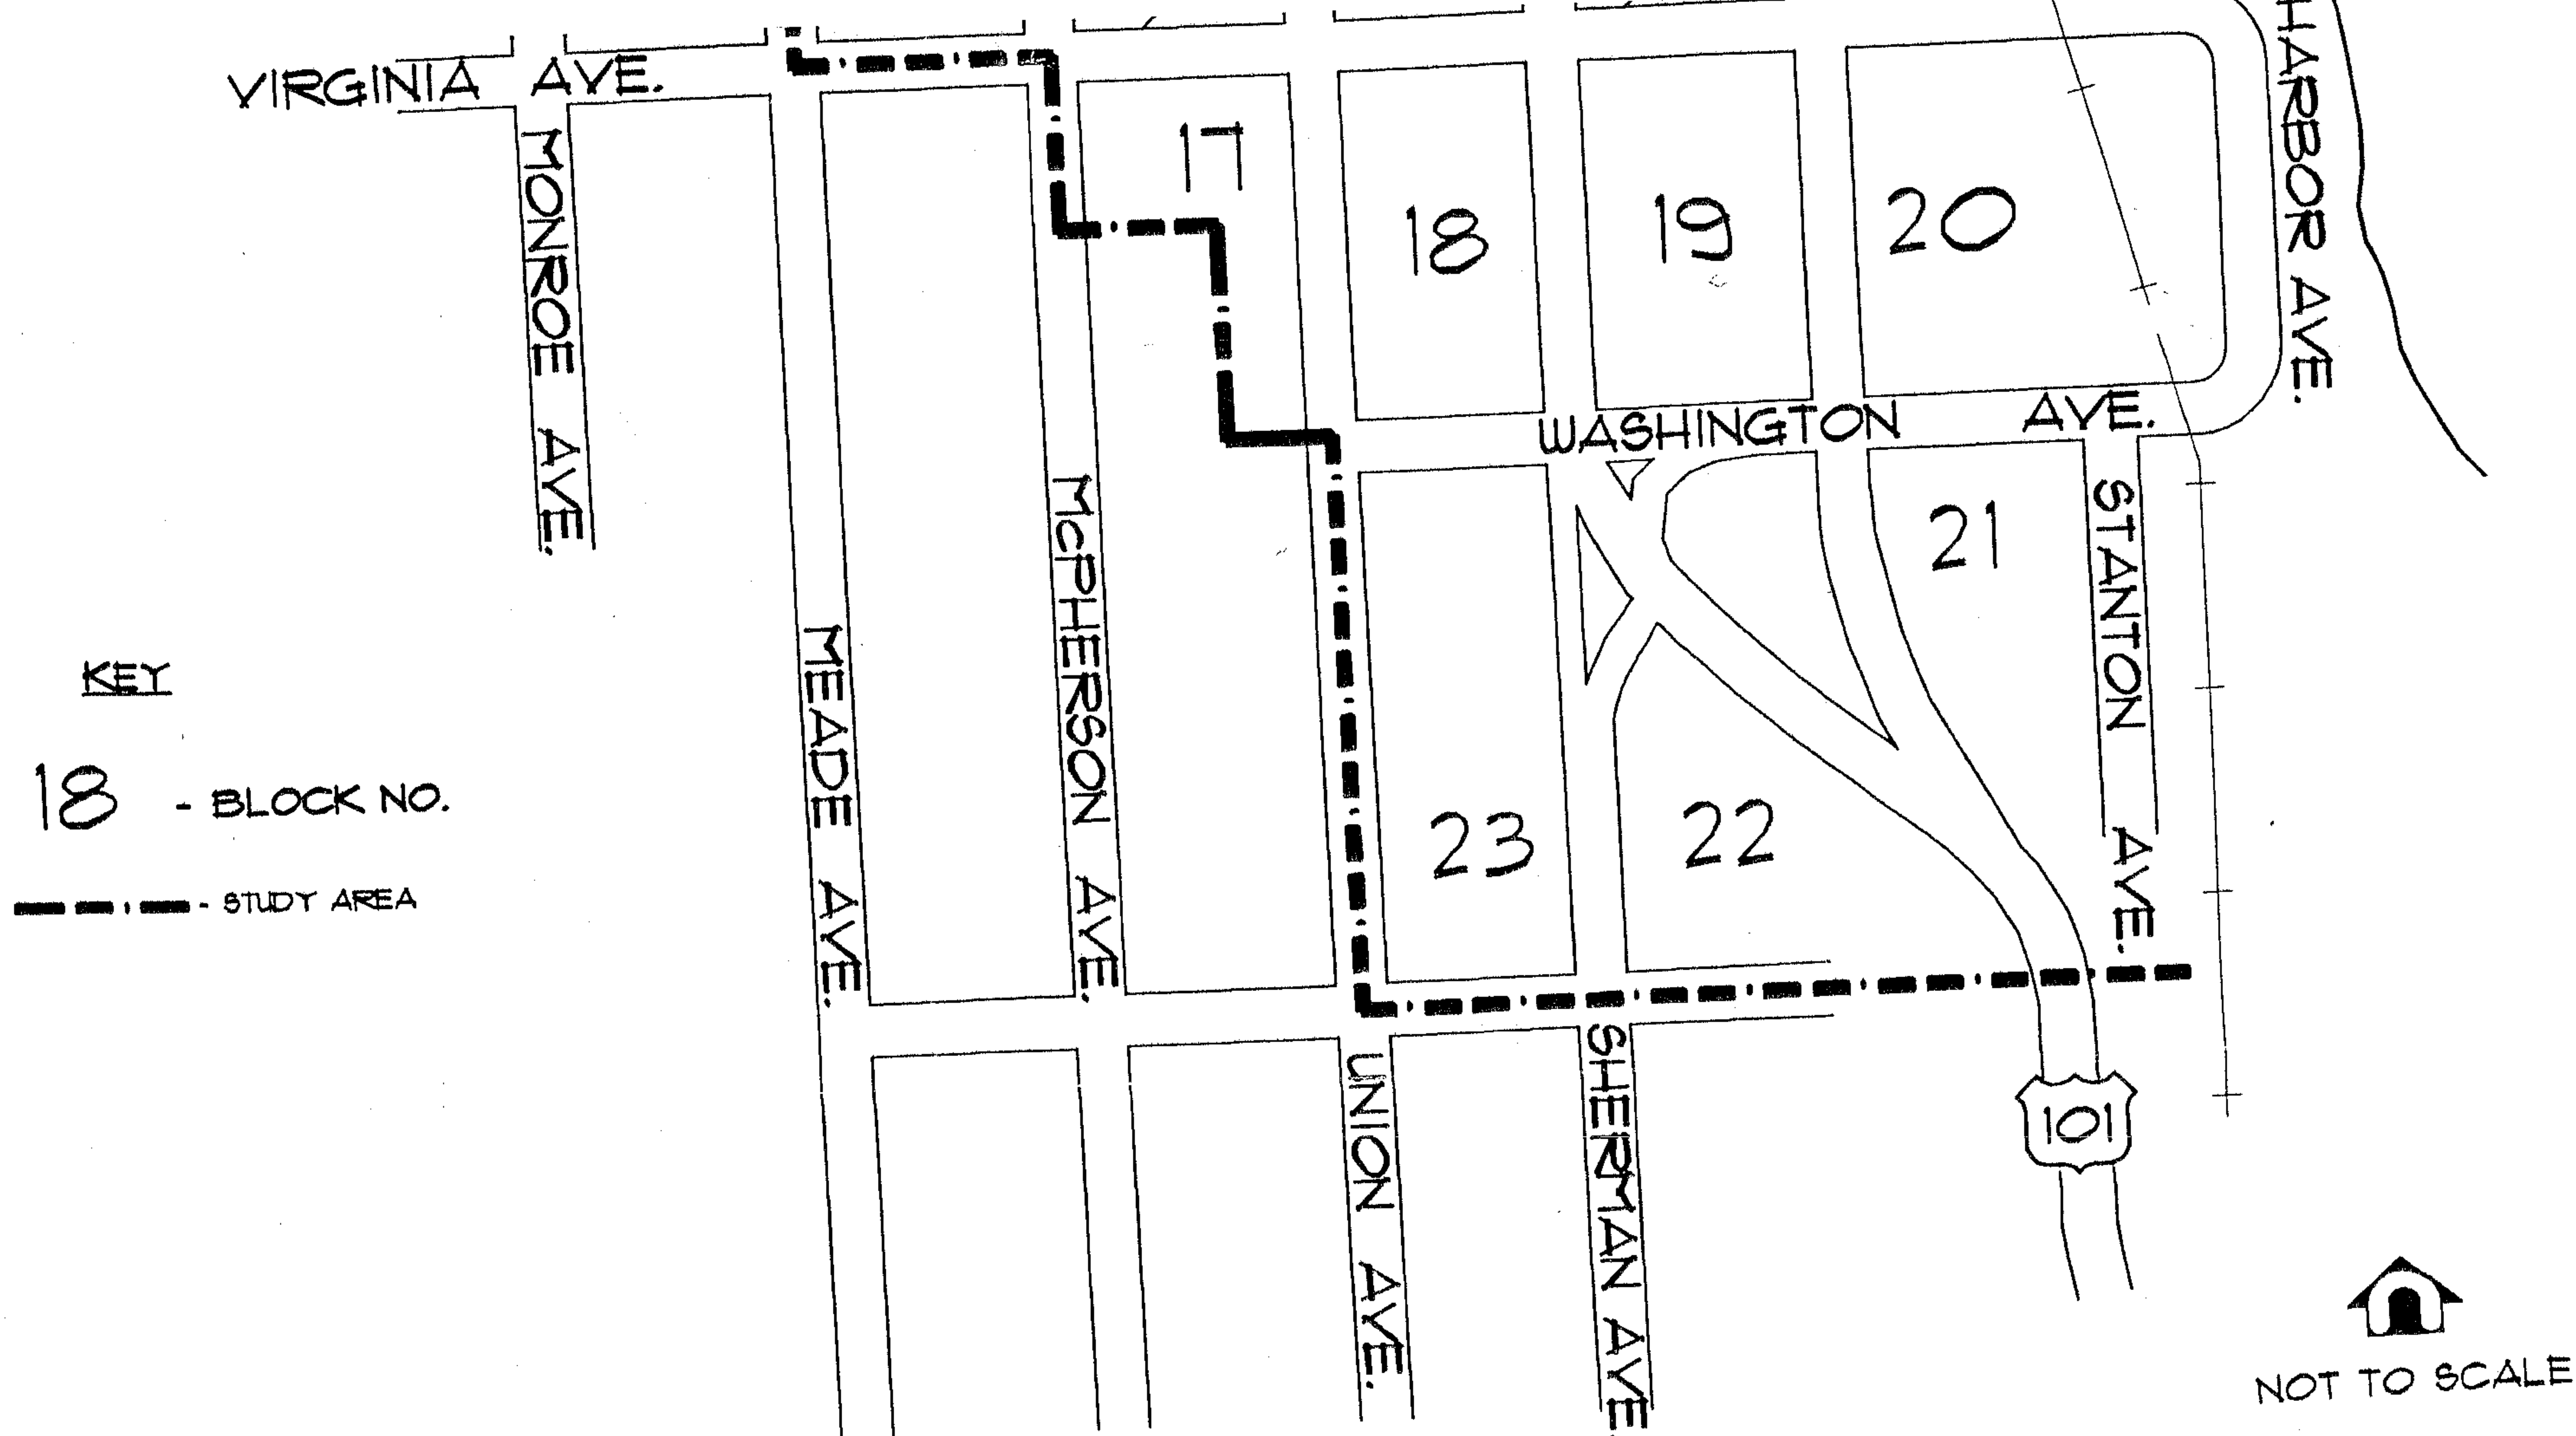 VIRGINIA AVE.
HARBOR AVE.
MONROE AVE.
17
18
19
20
WASHINGTON AVE.
McPHERSON AVE.
STANTON AVE.
21
MEADE AVE.
KEY
18 - BLOCK NO.
- STUDY AREA
23
22
UNION AVE.
SHERMAN AVE.
101
NOT TO SCALE